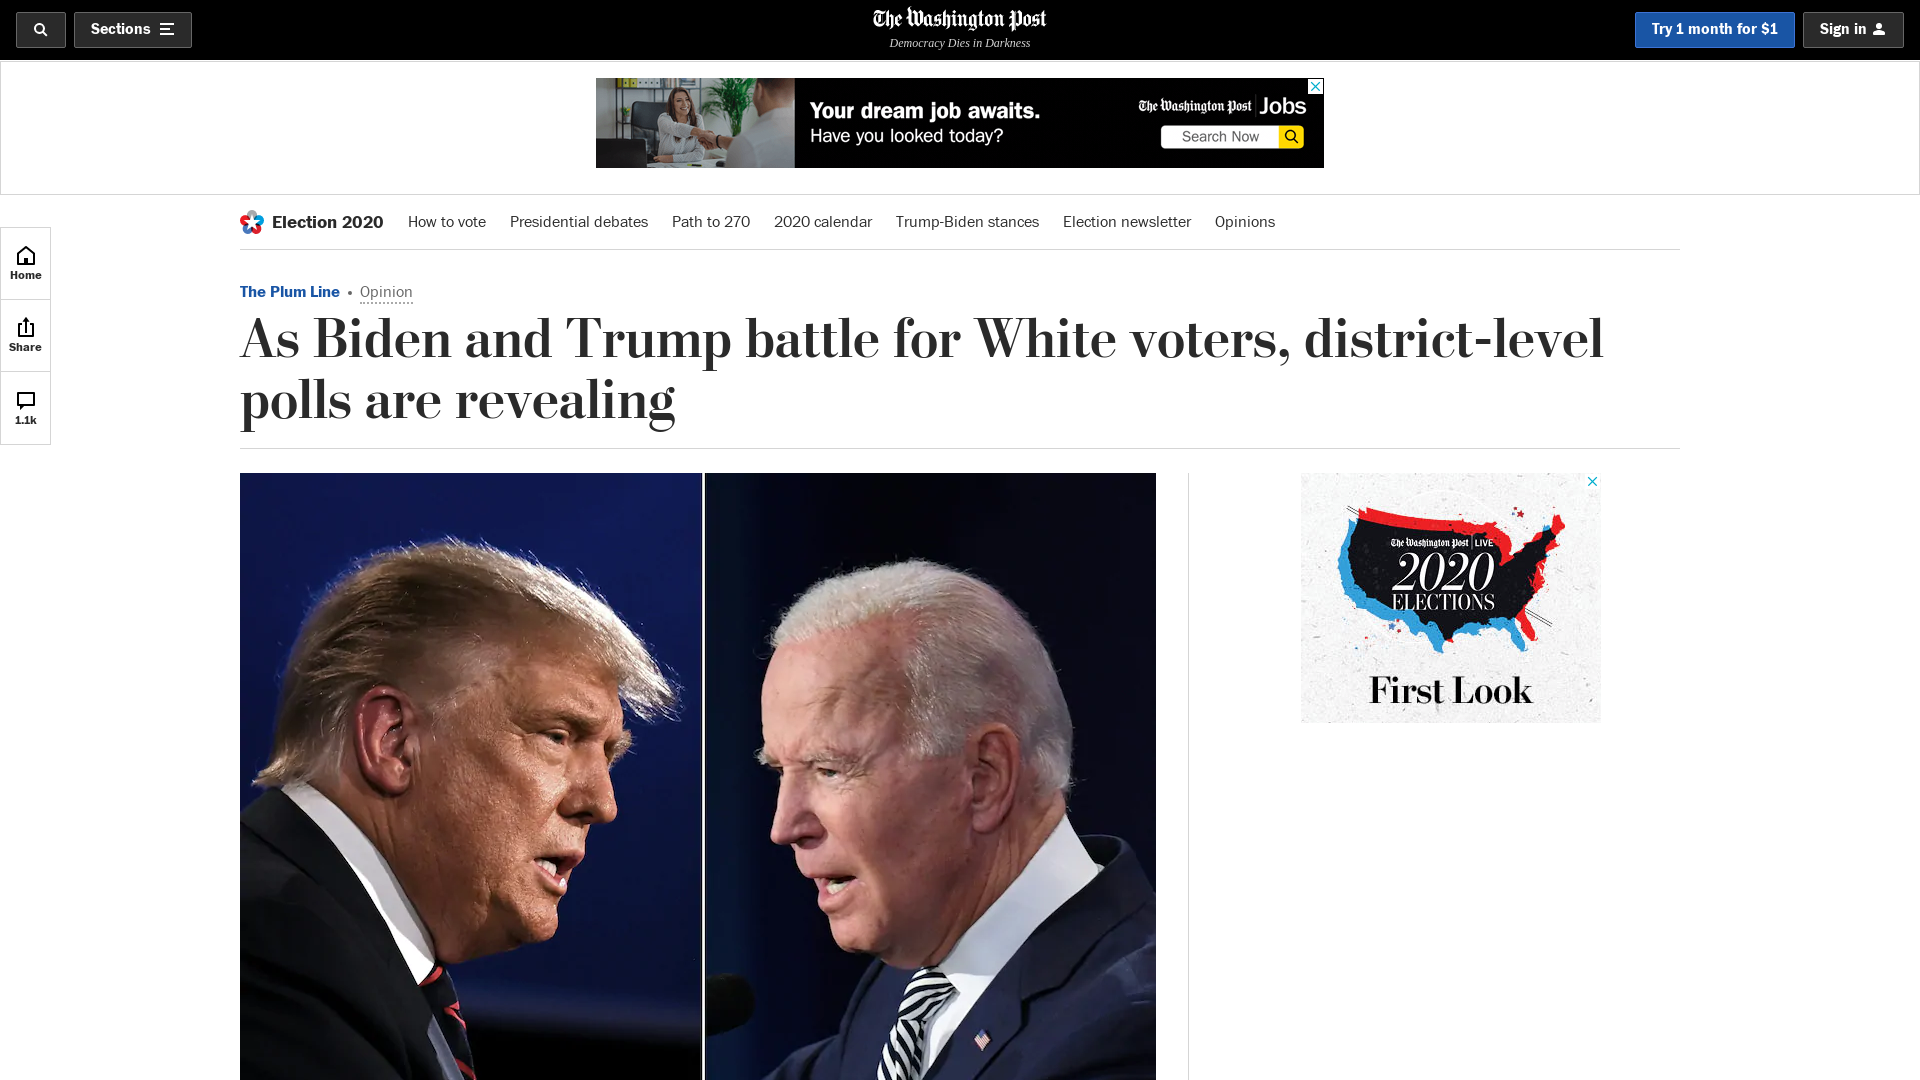 Sections
The Washington Post
Democracy Dies in Darkness
Try 1 month for $1
Sign in
Your dream job awaits.
Have you looked today?
The Washington Post Jobs
Search Now
Election 2020
How to vote
Presidential debates
Path to 270
2020 calendar
Trump-Biden stances
Election newsletter
Opinions
Home
Share
1.1k
The Plum Line • Opinion
As Biden and Trump battle for White voters, district-level
polls are revealing
The Washington Post LIVE
2020
ELECTIONS
First Look